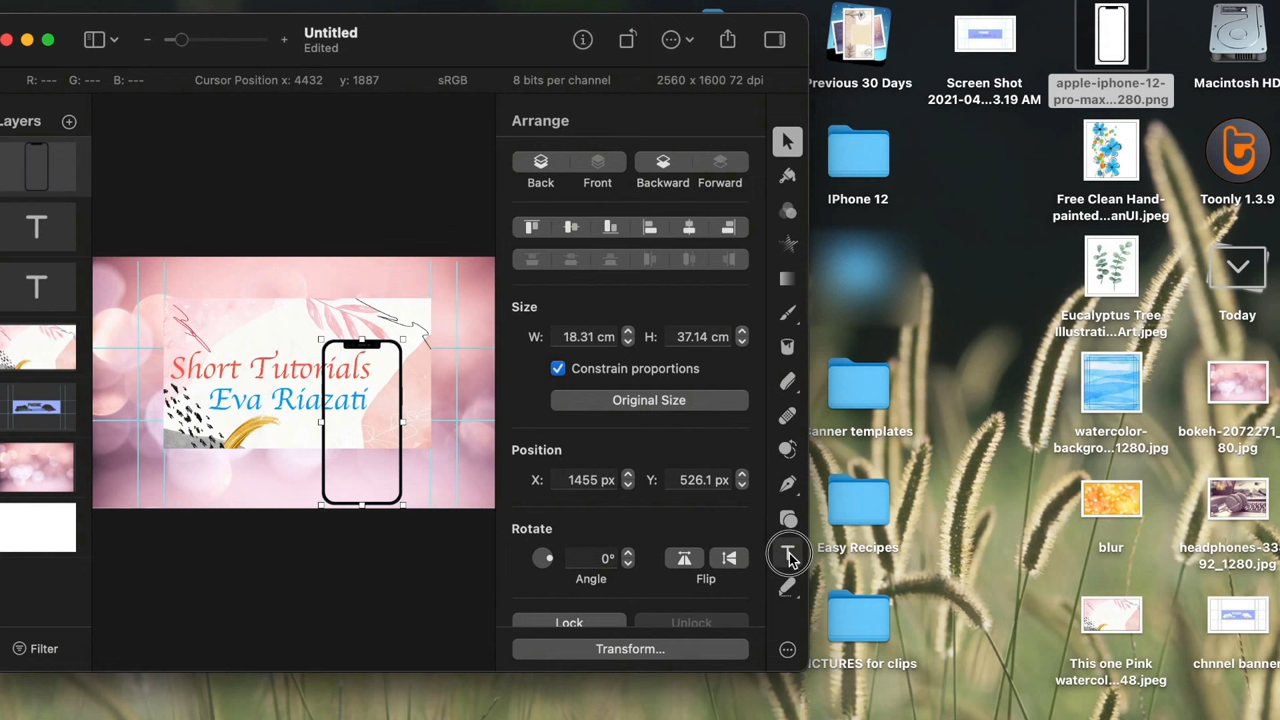 Untitled
Edited
R: --- G: --- B: --- Cursor Position x: 4432 y: 1887 sRGB 8 bits per channel 2560 x 1600 72 dpi
Layers
T
T
Filter
Short Tutorials
Eva Riazati
Arrange
Back Front Backward Forward
Size
W: 18.31 cm H: 37.14 cm
Constrain proportions
Original Size
Position
X: 1455 px Y: 526.1 px
Rotate
0°
Angle Flip
Lock Unlock
Transform...
Previous 30 Days
Screen Shot
2021-04...3.19 AM
apple-iphone-12-
pro-max...280.png
Macintosh HD
IPhone 12
Free Clean Hand-
painted...anUI.jpeg
Toonly 1.3.9
Eucalyptus Tree
Illustrati...Art.jpeg
Today
anner templates
watercolor-
backgro...1280.jpg
bokeh-2072271_
80.jpg
Easy Recipes
blur
headphones-33
92_1280.jpg
ICTURES for clips
This one Pink
watercol...48.jpeg
chnnel banner